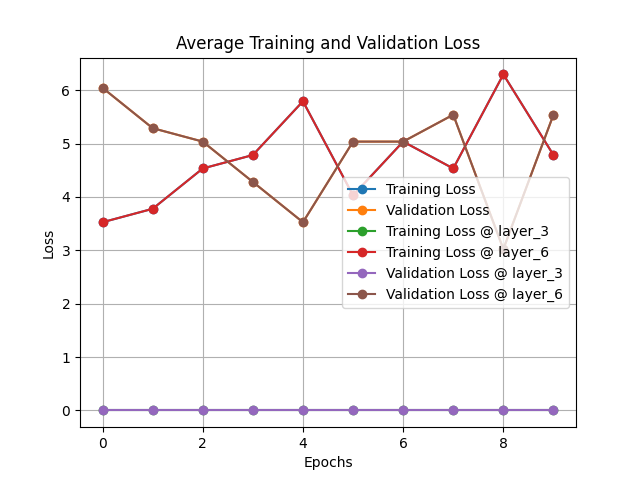 Average Training and Validation Loss
Loss
6
5
4
3
2
1
0
Training Loss
Validation Loss
Training Loss @ layer_3
Training Loss @ layer_6
Validation Loss @ layer_3
Validation Loss @ layer_6
0 2 4 6 8
Epochs